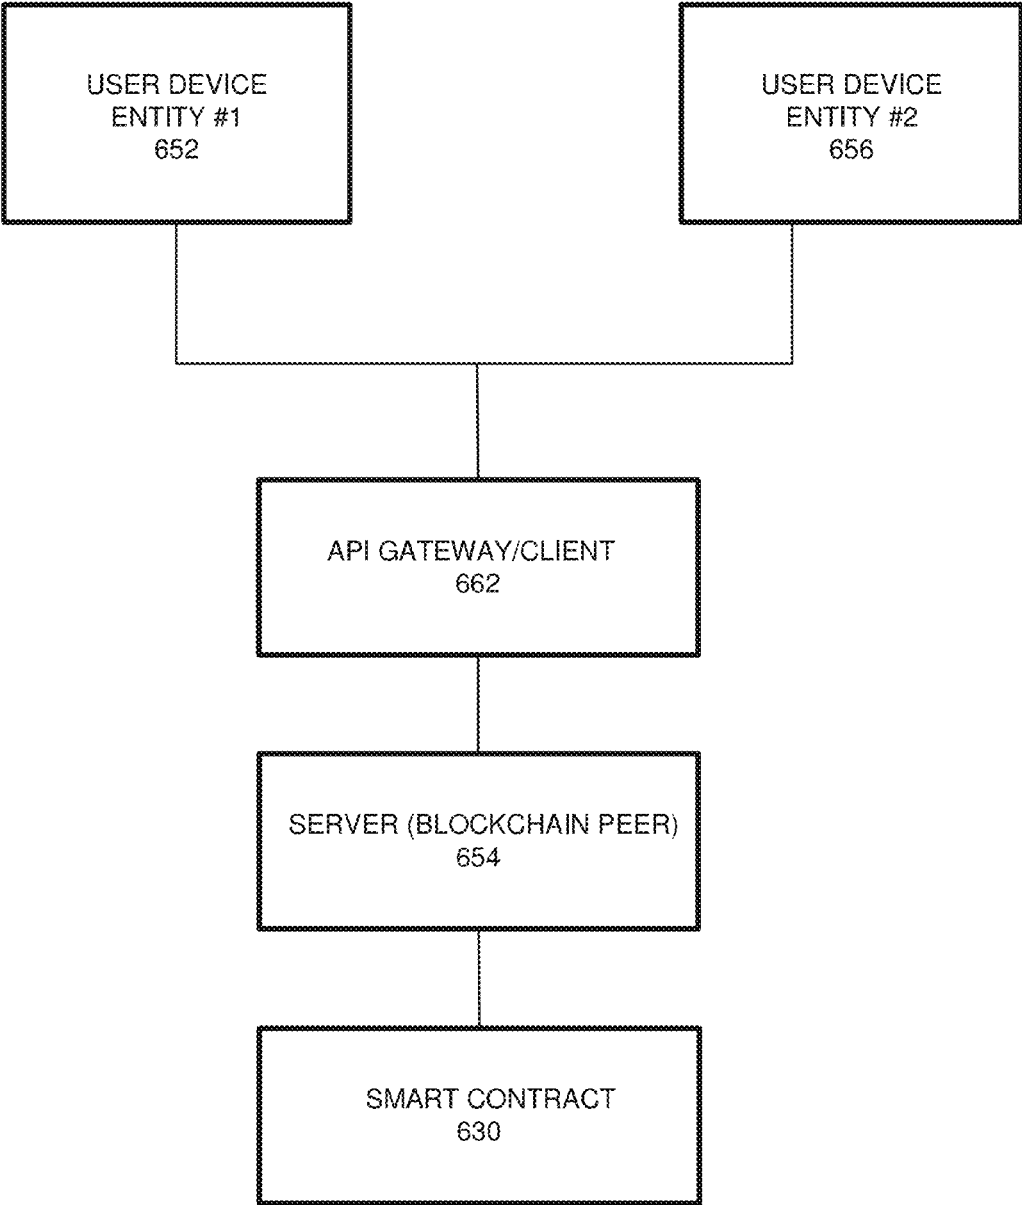 USER DEVICE
ENTITY #1
652
USER DEVICE
ENTITY #2
656
API GATEWAY/CLIENT
662
SERVER (BLOCKCHAIN PEER)
654
SMART CONTRACT
630